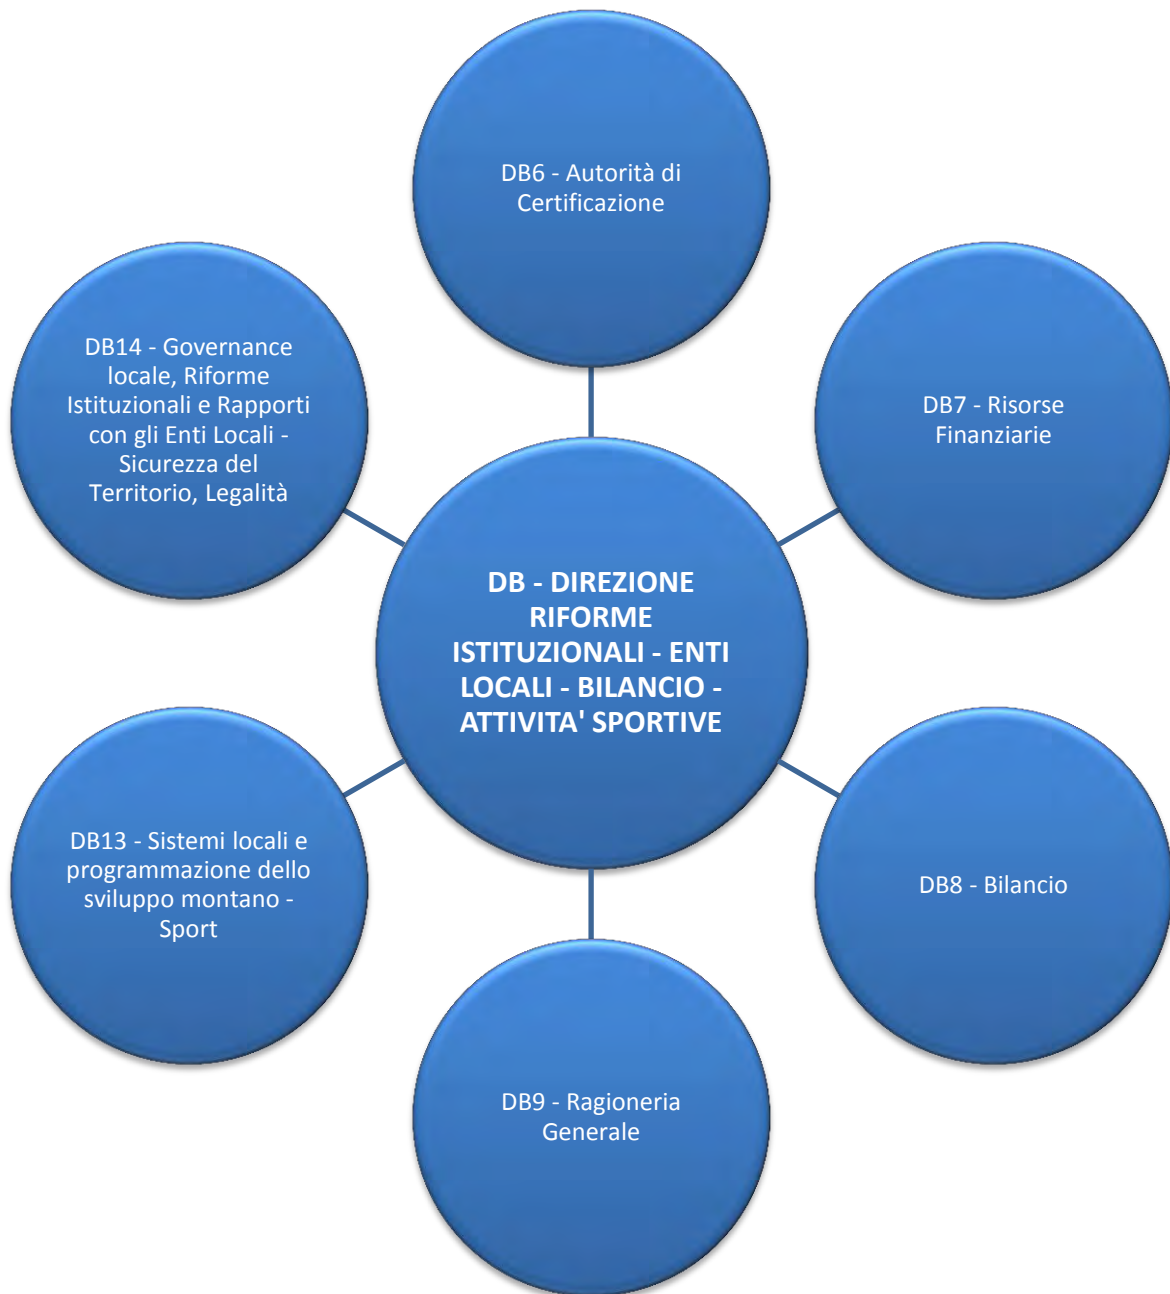 DB6 - Autorità di
Certificazione
DB14 - Governance
locale, Riforme
Istituzionali e Rapporti
con gli Enti Locali -
Sicurezza del
Territorio, Legalità
DB7 - Risorse
Finanziarie
DB - DIREZIONE
RIFORME
ISTITUZIONALI - ENTI
LOCALI - BILANCIO -
ATTIVITA' SPORTIVE
DB13 - Sistemi locali e
programmazione dello
sviluppo montano -
Sport
DB8 - Bilancio
DB9 - Ragioneria
Generale